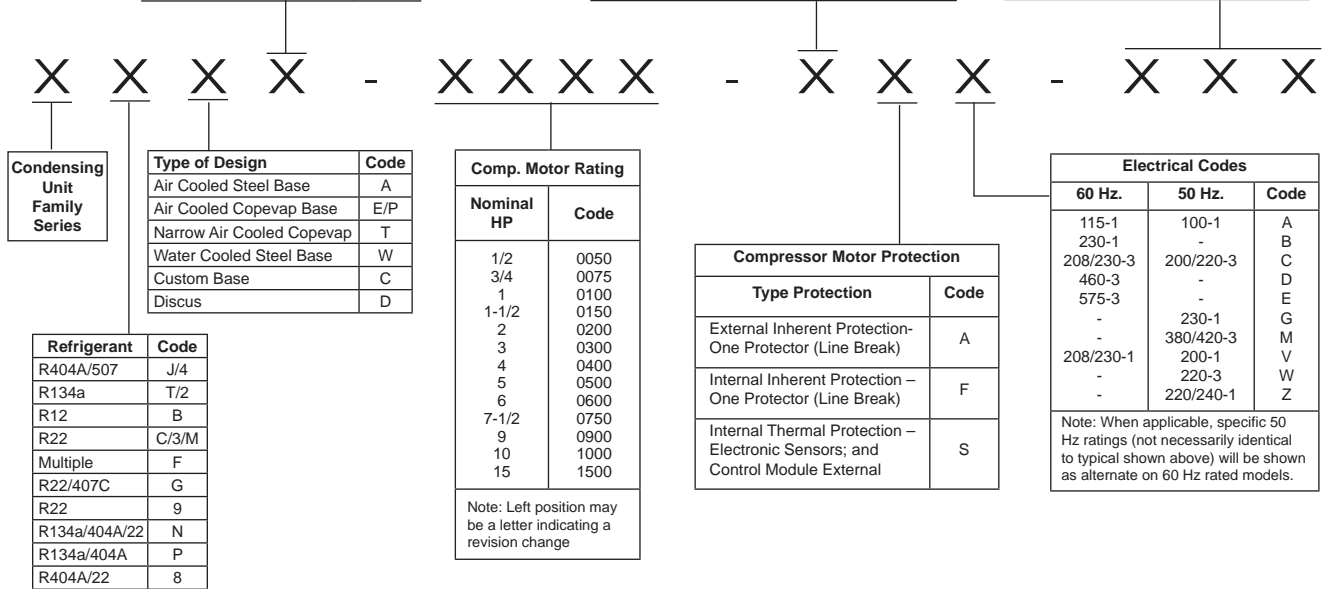 X X X X - X X X X - X X X - X X X
Condensing
Unit
Family
Series
Type of Design Code
Air Cooled Steel Base A
Air Cooled Copevap Base E/P
Narrow Air Cooled Copevap T
Water Cooled Steel Base W
Custom Base C
Discus D
Refrigerant Code
R404A/507 J/4
R134a T/2
R12 B
R22 C/3/M
Multiple F
R22/407C G
R22 9
R134a/404A/22 N
R134a/404A P
R404A/22 8
Comp. Motor Rating
Nominal
HP
Code
1/2 0050
3/4 0075
1 0100
1-1/2 0150
2 0200
3 0300
4 0400
5 0500
6 0600
7-1/2 0750
9 0900
10 1000
15 1500
Note: Left position may
be a letter indicating a
revision change
Compressor Motor Protection
Type Protection Code
External Inherent Protection-
One Protector (Line Break)
A
Internal Inherent Protection –
One Protector (Line Break)
F
Internal Thermal Protection –
Electronic Sensors; and
Control Module External
S
Electrical Codes
60 Hz. 50 Hz. Code
115-1 100-1 A
230-1 - B
208/230-3 200/220-3 C
460-3 - D
575-3 - E
- 230-1 G
- 380/420-3 M
208/230-1 200-1 V
- 220-3 W
- 220/240-1 Z
Note: When applicable, specific 50
Hz ratings (not necessarily identical
to typical shown above) will be shown
as alternate on 60 Hz rated models.